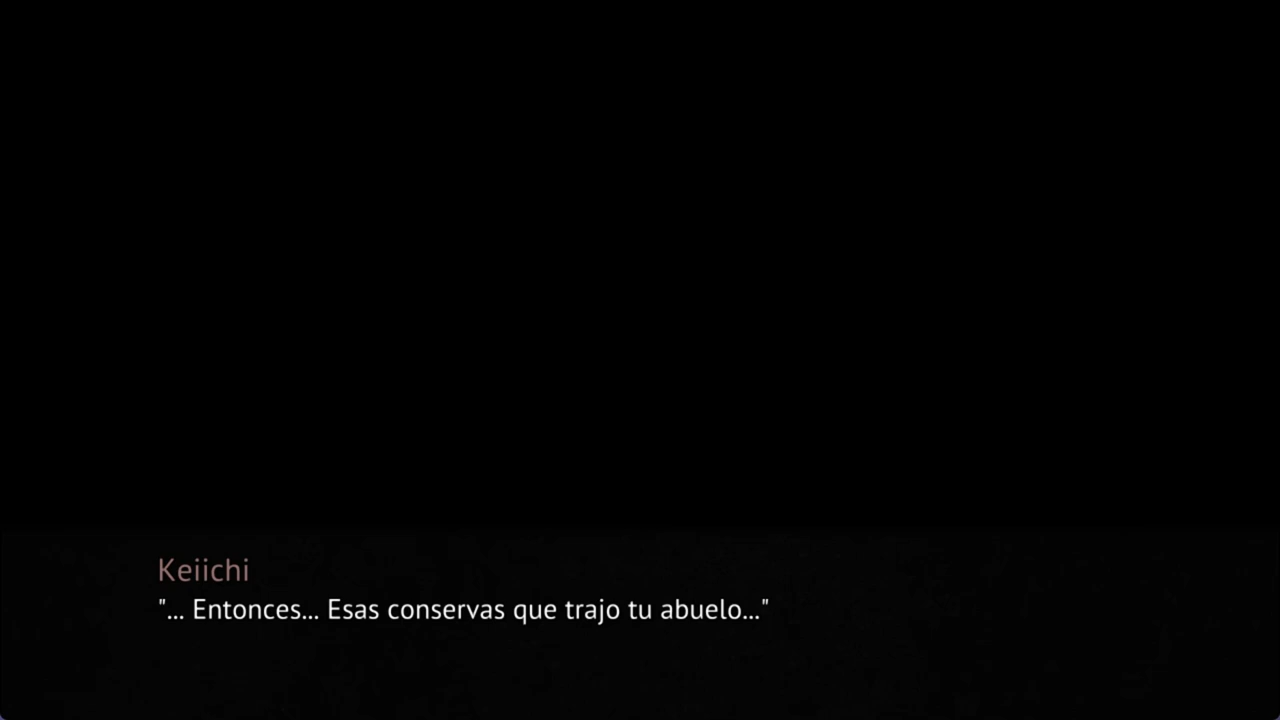 Keiichi
"... Entonces... Esas conservas que trajo tu abuelo..."